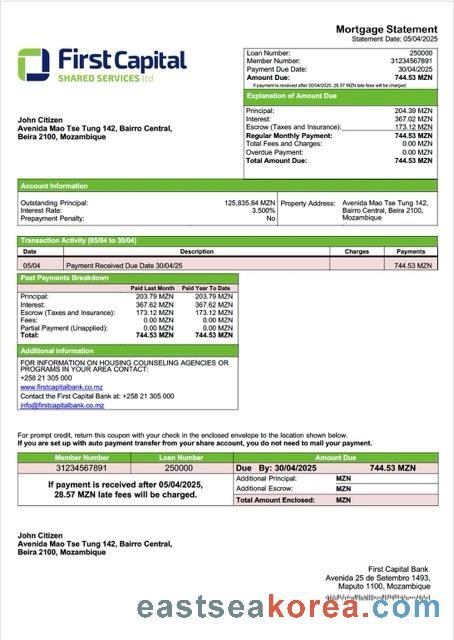 Mortgage Statement
Statement Date: 05/04/2025
First Capital
SHARED SERVICES ltd
Loan Number: 250000
Member Number: 31234567891
Payment Due Date: 30/04/2025
Amount Due: 744.53 MZN
If payment is received after 30/04/2025, 28.57 MZN late fees will be charged.
Explanation of Amount Due
Principal: 204.39 MZN
Interest: 367.02 MZN
Escrow (Taxes and Insurance): 173.12 MZN
Regular Monthly Payment: 744.53 MZN
Total Fees and Charges: 0.00 MZN
Overdue Payment: 0.00 MZN
Total Amount Due: 744.53 MZN
John Citizen
Avenida Mao Tse Tung 142, Bairro Central,
Beira 2100, Mozambique
Account Information
Outstanding Principal: 125,835.84 MZN
Interest Rate: 3.500%
Prepayment Penalty: No
Property Address: Avenida Mao Tse Tung 142,
Bairro Central, Beira 2100,
Mozambique
Transaction Activity (05/04 to 30/04)
Date Description Charges Payments
05/04 Payment Received Due Date 30/04/25 744.53 MZN
Past Payments Breakdown
Paid Last Month Paid Year To Date
Principal: 203.79 MZN 203.79 MZN
Interest: 367.62 MZN 367.62 MZN
Escrow (Taxes and Insurance): 173.12 MZN 173.12 MZN
Fees: 0.00 MZN 0.00 MZN
Partial Payment (Unapplied): 0.00 MZN 0.00 MZN
Total: 744.53 MZN 744.53 MZN
Additional Information
FOR INFORMATION ON HOUSING COUNSELING AGENCIES OR
PROGRAMS IN YOUR AREA CONTACT:
+258 21 305 000
www.firstcapitalbank.co.mz
Contact the First Capital Bank at: +258 21 305 000
info@firstcapitalbank.co.mz
For prompt credit, return this coupon with your check in the enclosed envelope to the location shown below.
If you are set up with auto payment transfer from your share account, you do not need to mail your payment.
Member Number Loan Number Amount Due
31234567891 250000 Due By: 30/04/2025 744.53 MZN
If payment is received after 05/04/2025,
28.57 MZN late fees will be charged.
Additional Principal: MZN
Additional Escrow: MZN
Total Amount Enclosed: MZN
John Citizen
Avenida Mao Tse Tung 142, Bairro Central,
Beira 2100, Mozambique
First Capital Bank
Avenida 25 de Setembro 1493,
Maputo 1100, Mozambique
eastseakorea.com